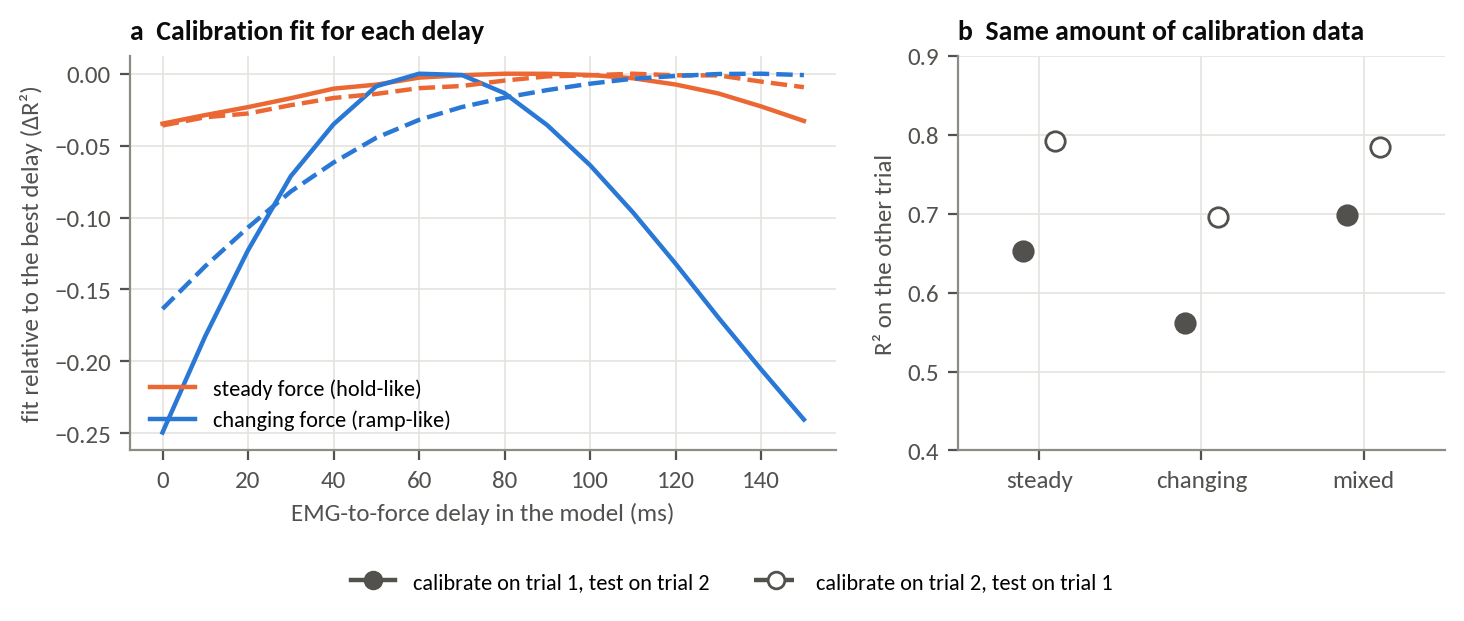 a  Calibration fit for each delay
fit relative to the best delay (ΔR²)
0.00
−0.05
−0.10
−0.15
−0.20
−0.25
steady force (hold-like)
changing force (ramp-like)
0 20 40 60 80 100 120 140
EMG-to-force delay in the model (ms)
b  Same amount of calibration data
R² on the other trial
0.9
0.8
0.7
0.6
0.5
0.4
steady changing mixed
calibrate on trial 1, test on trial 2
calibrate on trial 2, test on trial 1